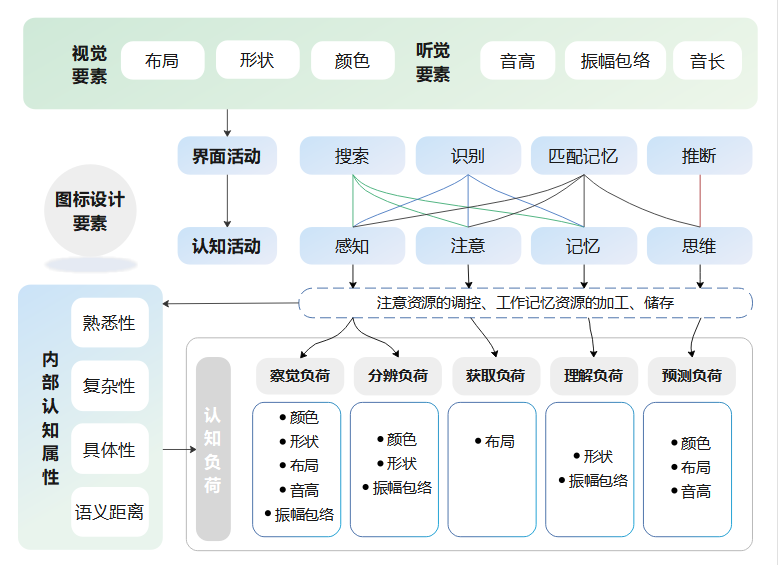 视觉
要素
布局
形状
颜色
听觉
要素
音高
振幅包络
音长
界面活动
搜索
识别
匹配记忆
推断
图标设计
要素
认知活动
感知
注意
记忆
思维
注意资源的调控、工作记忆资源的加工、储存
内部认知属性
熟悉性
复杂性
具体性
语义距离
认知负荷
察觉负荷
分辨负荷
获取负荷
理解负荷
预测负荷
• 颜色
• 形状
• 布局
• 音高
• 振幅包络
• 颜色
• 形状
• 振幅包络
• 布局
• 形状
• 振幅包络
• 颜色
• 布局
• 音高